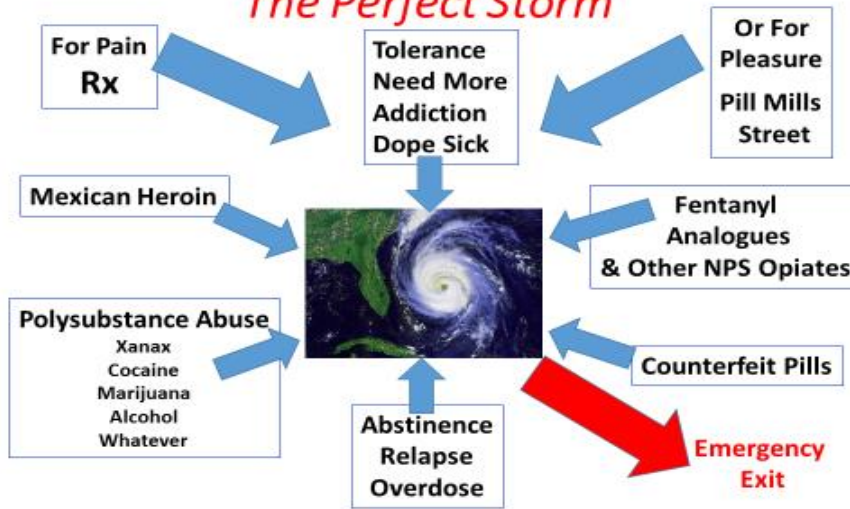 The Perfect Storm
For Pain
Rx
Tolerance
Need More
Addiction
Dope Sick
Or For
Pleasure
Pill Mills
Street
Mexican Heroin
Fentanyl
Analogues
& Other NPS Opiates
Polysubstance Abuse
Xanax
Cocaine
Marijuana
Alcohol
Whatever
Counterfeit Pills
Abstinence
Relapse
Overdose
Emergency
Exit